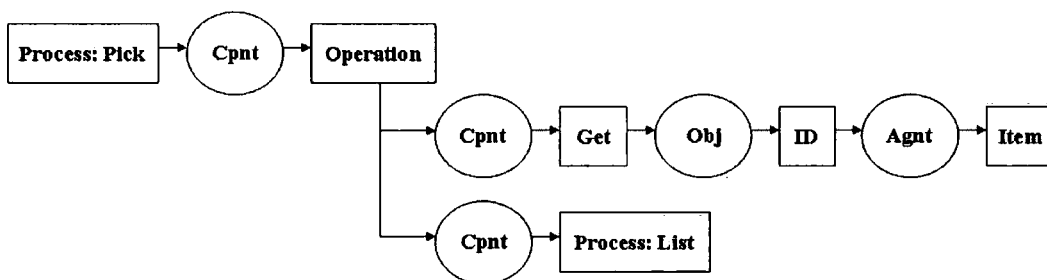 Process: Pick Cpnt Operation
Cpnt Get Obj ID Agnt Item
Cpnt Process: List